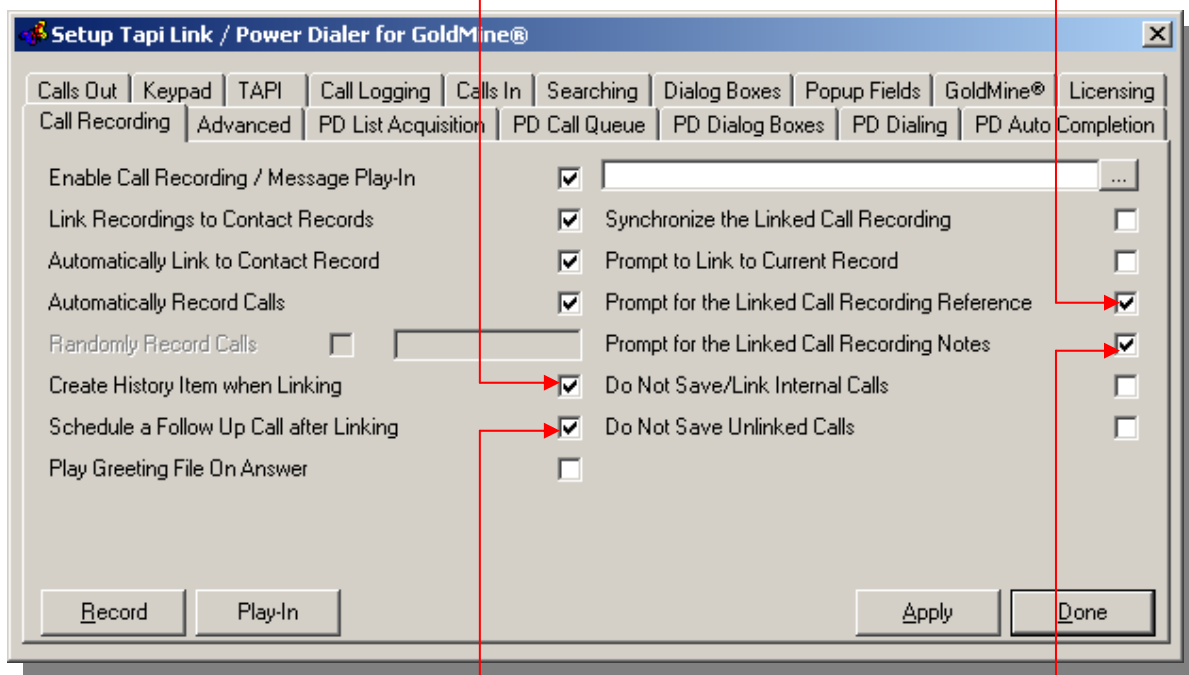 Setup Tapi Link / Power Dialer for GoldMine®
Calls Out Keypad TAPI Call Logging Calls In Searching Dialog Boxes Popup Fields GoldMine® Licensing
Call Recording Advanced PD List Acquisition PD Call Queue PD Dialog Boxes PD Dialing PD Auto Completion
Enable Call Recording / Message Play-In ...
Link Recordings to Contact Records Synchronize the Linked Call Recording
Automatically Link to Contact Record Prompt to Link to Current Record
Automatically Record Calls Prompt for the Linked Call Recording Reference
Randomly Record Calls Prompt for the Linked Call Recording Notes
Create History Item when Linking Do Not Save/Link Internal Calls
Schedule a Follow Up Call after Linking Do Not Save Unlinked Calls
Play Greeting File On Answer
Record Play-In Apply Done